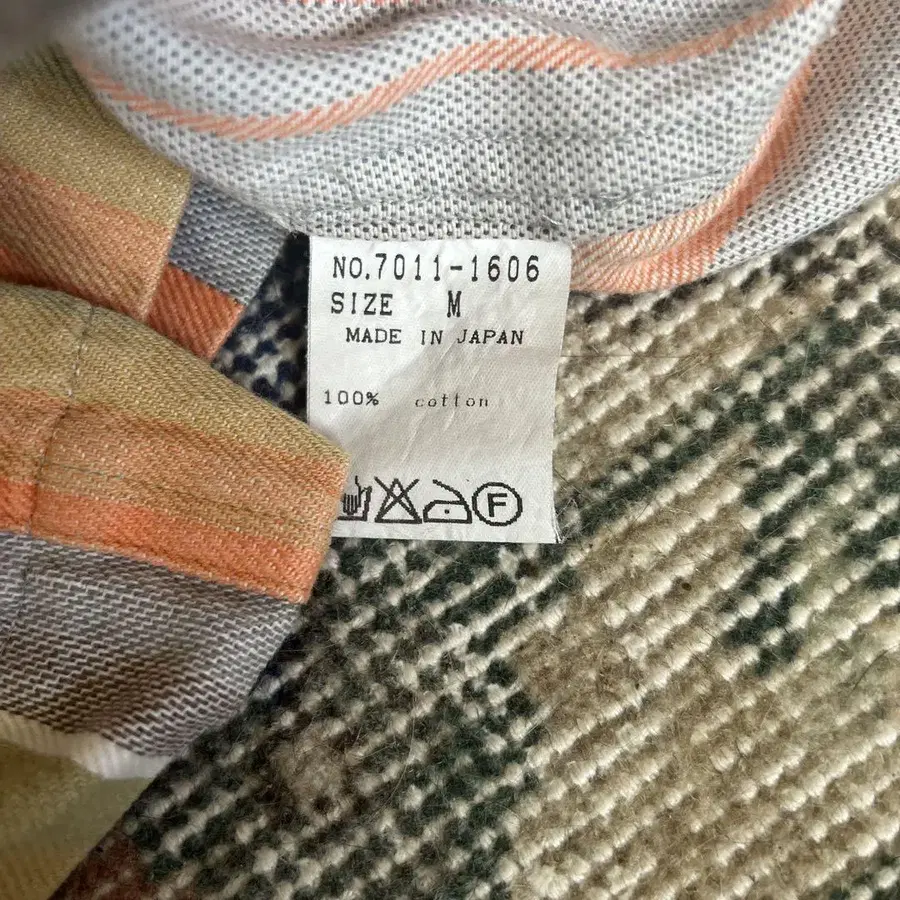 NO.7011-1606
SIZE M
MADE IN JAPAN
100% cotton
F